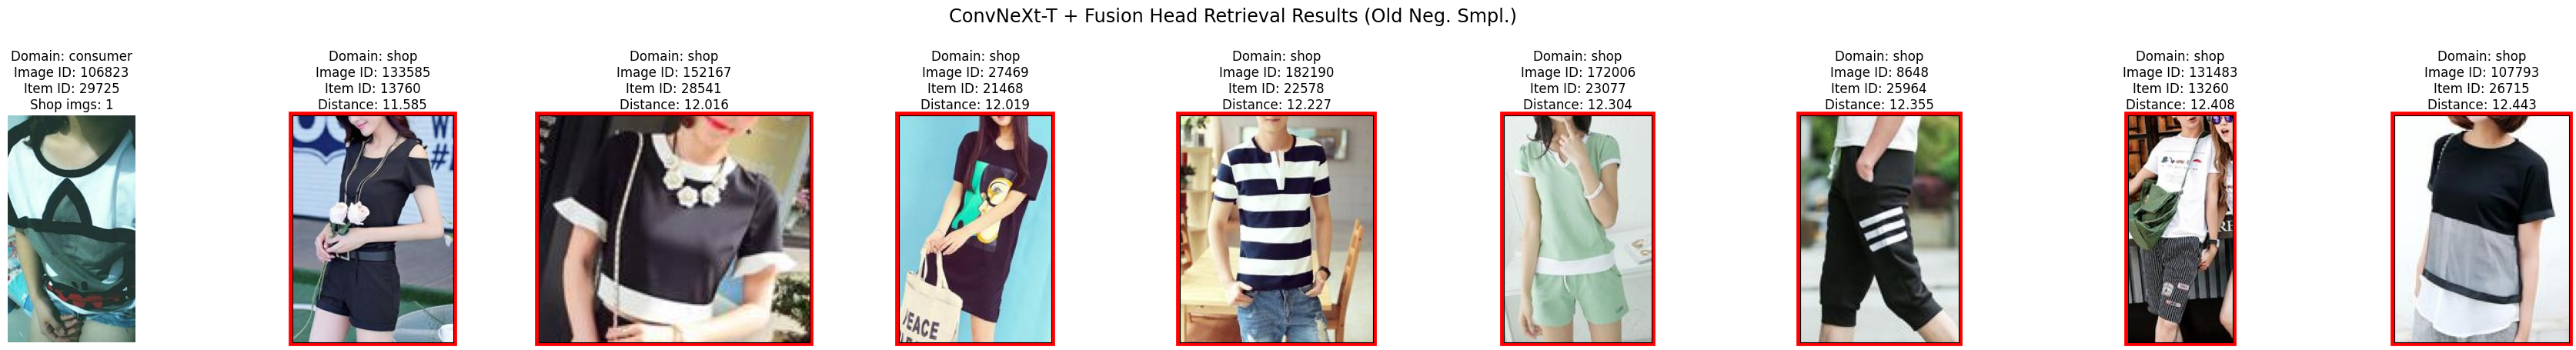 ConvNeXt-T + Fusion Head Retrieval Results (Old Neg. Smpl.)
Domain: consumer
Image ID: 106823
Item ID: 29725
Shop imgs: 1
Domain: shop
Image ID: 133585
Item ID: 13760
Distance: 11.585
Domain: shop
Image ID: 152167
Item ID: 28541
Distance: 12.016
Domain: shop
Image ID: 27469
Item ID: 21468
Distance: 12.019
Domain: shop
Image ID: 182190
Item ID: 22578
Distance: 12.227
Domain: shop
Image ID: 172006
Item ID: 23077
Distance: 12.304
Domain: shop
Image ID: 8648
Item ID: 25964
Distance: 12.355
Domain: shop
Image ID: 131483
Item ID: 13260
Distance: 12.408
Domain: shop
Image ID: 107793
Item ID: 26715
Distance: 12.443
PEACE